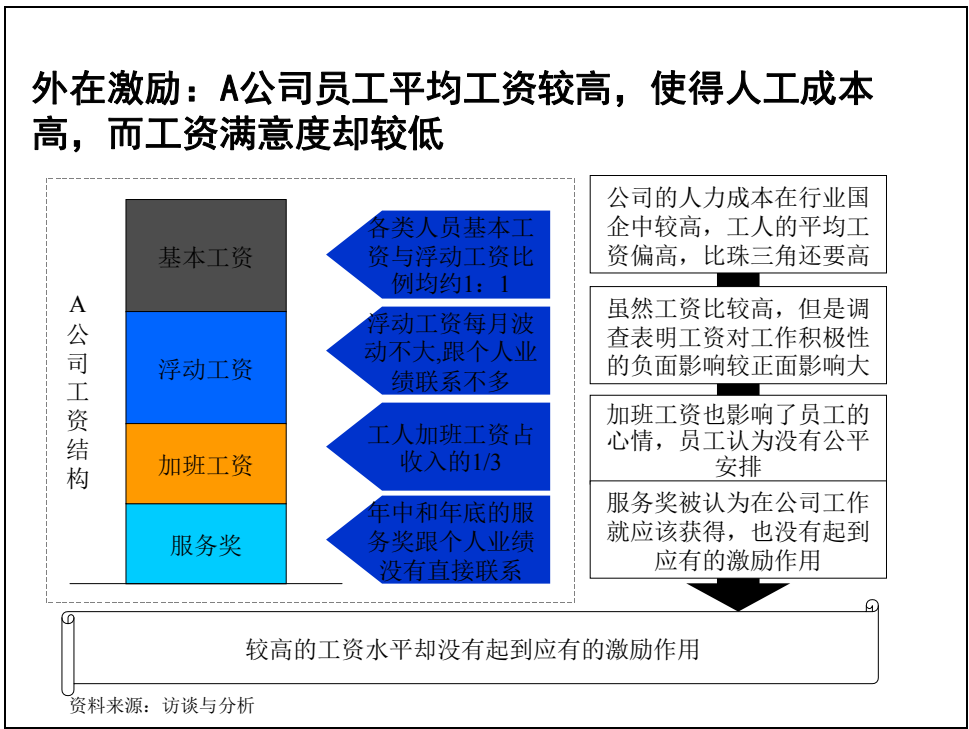 外在激励：A公司员工平均工资较高，使得人工成本
高，而工资满意度却较低
A
公
司
工
资
结
构
基本工资
浮动工资
加班工资
服务奖
各类人员基本工
资与浮动工资比
例均约1：1
浮动工资每月波
动不大,跟个人业
绩联系不多
工人加班工资占
收入的1/3
年中和年底的服
务奖跟个人业绩
没有直接联系
公司的人力成本在行业国
企中较高，工人的平均工
资偏高，比珠三角还要高
虽然工资比较高，但是调
查表明工资对工作积极性
的负面影响较正面影响大
加班工资也影响了员工的
心情，员工认为没有公平
安排
服务奖被认为在公司工作
就应该获得，也没有起到
应有的激励作用
较高的工资水平却没有起到应有的激励作用
资料来源：访谈与分析